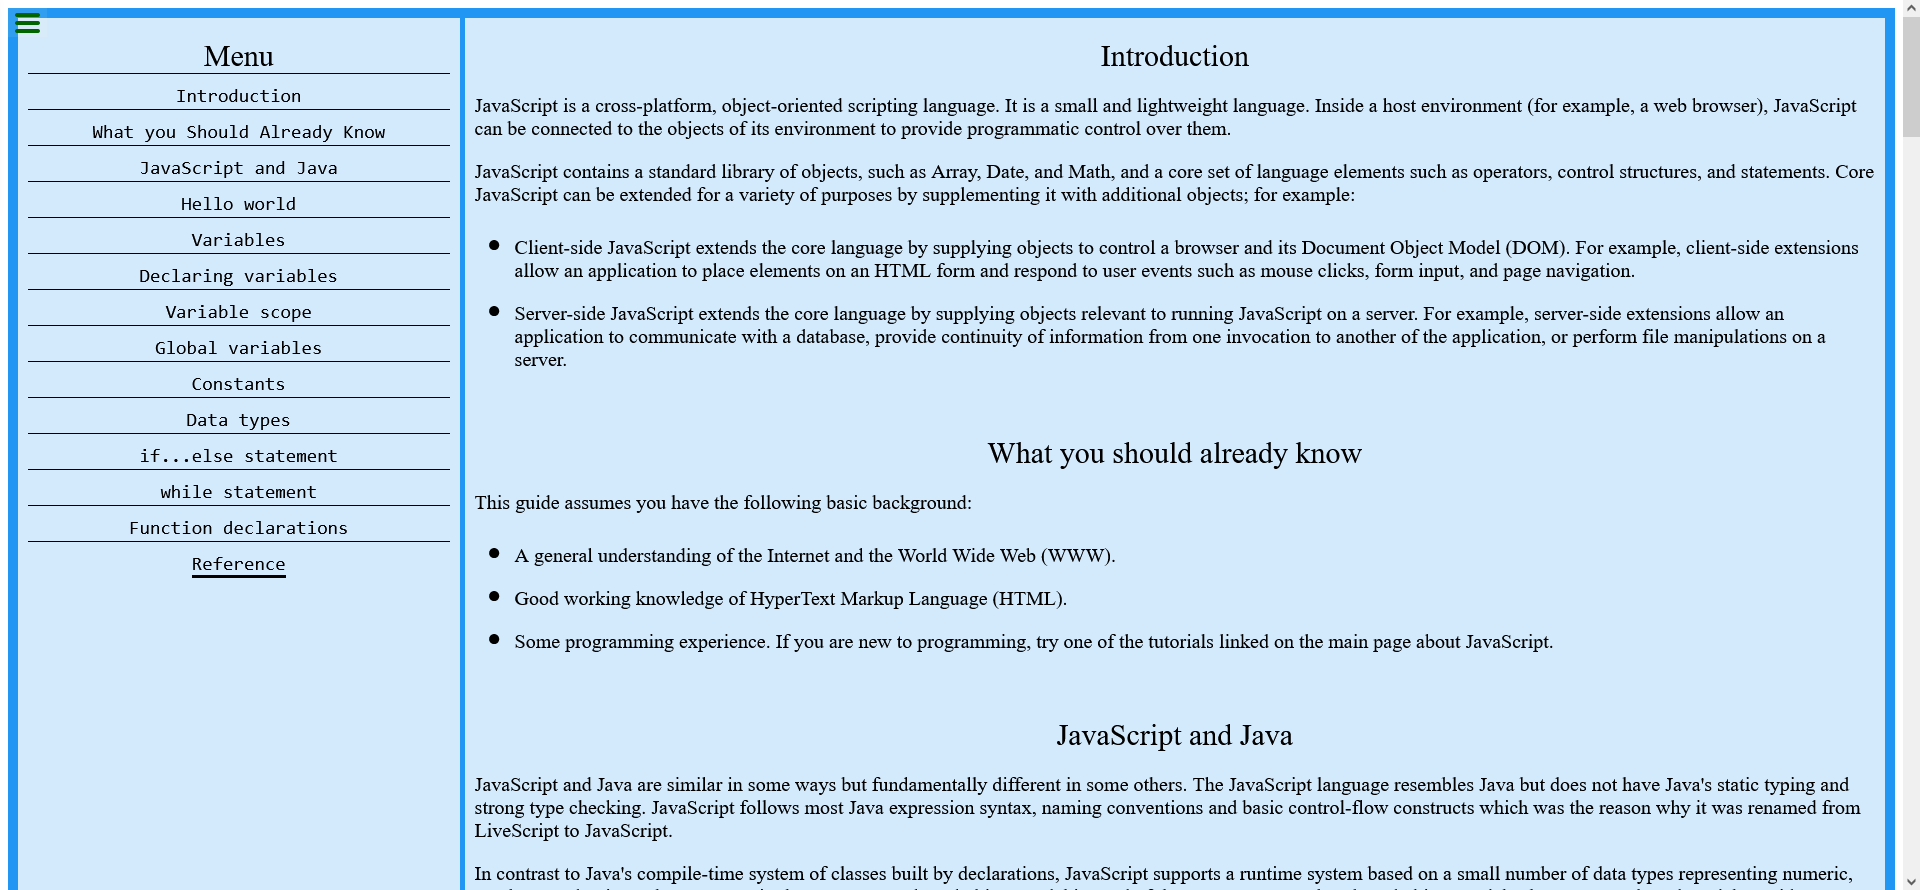 Menu
Introduction
What you Should Already Know
JavaScript and Java
Hello world
Variables
Declaring variables
Variable scope
Global variables
Constants
Data types
if...else statement
while statement
Function declarations
Reference
Introduction
JavaScript is a cross-platform, object-oriented scripting language. It is a small and lightweight language. Inside a host environment (for example, a web browser), JavaScript
can be connected to the objects of its environment to provide programmatic control over them.
JavaScript contains a standard library of objects, such as Array, Date, and Math, and a core set of language elements such as operators, control structures, and statements. Core
JavaScript can be extended for a variety of purposes by supplementing it with additional objects; for example:
Client-side JavaScript extends the core language by supplying objects to control a browser and its Document Object Model (DOM). For example, client-side extensions
allow an application to place elements on an HTML form and respond to user events such as mouse clicks, form input, and page navigation.
Server-side JavaScript extends the core language by supplying objects relevant to running JavaScript on a server. For example, server-side extensions allow an
application to communicate with a database, provide continuity of information from one invocation to another of the application, or perform file manipulations on a
server.
What you should already know
This guide assumes you have the following basic background:
A general understanding of the Internet and the World Wide Web (WWW).
Good working knowledge of HyperText Markup Language (HTML).
Some programming experience. If you are new to programming, try one of the tutorials linked on the main page about JavaScript.
JavaScript and Java
JavaScript and Java are similar in some ways but fundamentally different in some others. The JavaScript language resembles Java but does not have Java's static typing and
strong type checking. JavaScript follows most Java expression syntax, naming conventions and basic control-flow constructs which was the reason why it was renamed from
LiveScript to JavaScript.
In contrast to Java's compile-time system of classes built by declarations, JavaScript supports a runtime system based on a small number of data types representing numeric,